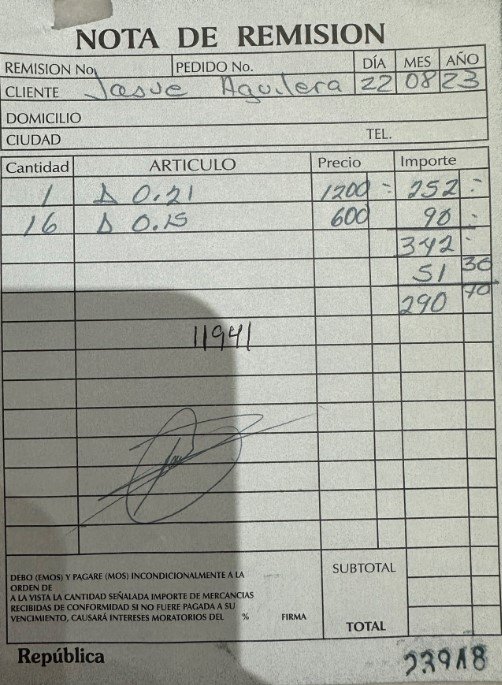 NOTA DE REMISION
REMISION No. PEDIDO No. DÍA MES AÑO
CLIENTE Josue Aguilera 22 08 23
DOMICILIO
CIUDAD TEL.
Cantidad ARTICULO Precio Importe
1 Δ 0.21 1200 = 252 =
16 Δ 0.15 600 90 =
342 =
51 30
290 70
11941
DEBO (EMOS) Y PAGARE (MOS) INCONDICIONALMENTE A LA
ORDEN DE
A LA VISTA LA CANTIDAD SEÑALADA IMPORTE DE MERCANCIAS
RECIBIDAS DE CONFORMIDAD SI NO FUERE PAGADA A SU
VENCIMIENTO, CAUSARÁ INTERESES MORATORIOS DEL % FIRMA
SUBTOTAL
TOTAL
República
23918